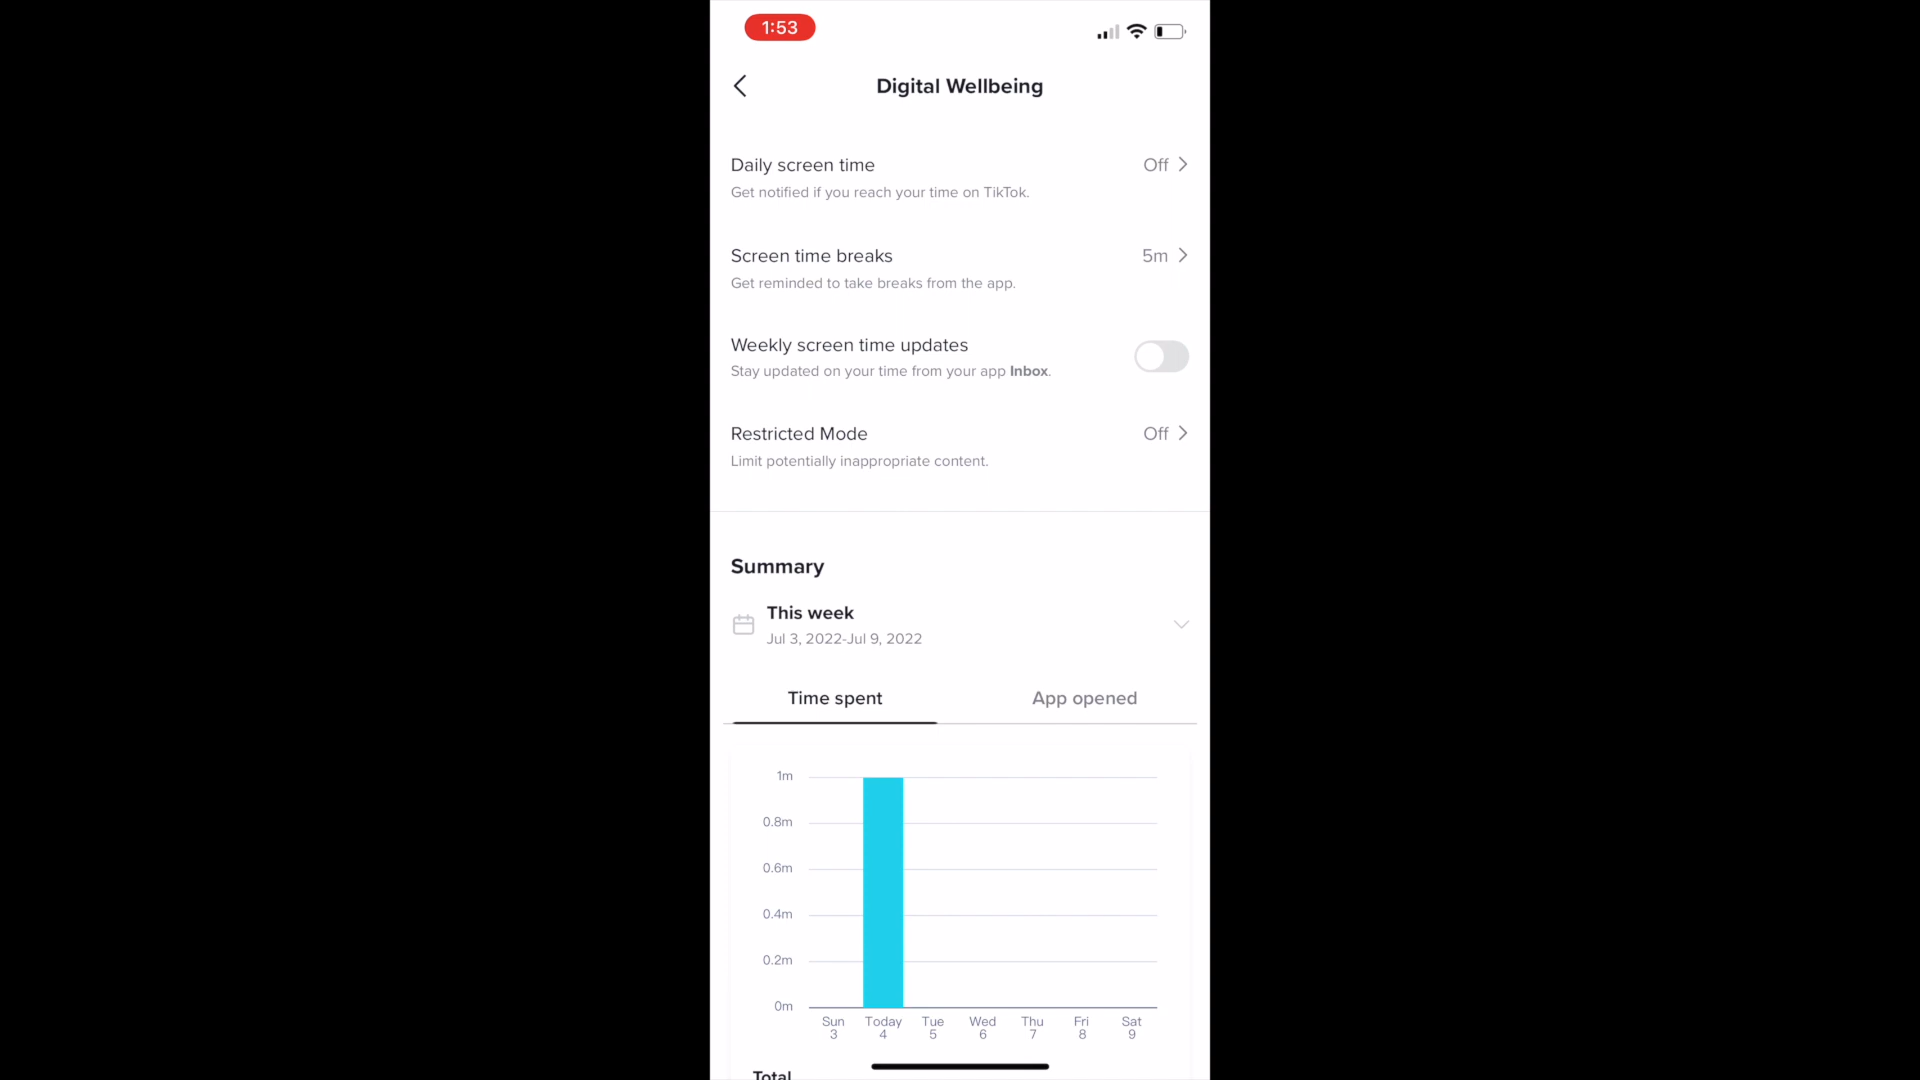 1:53
Digital Wellbeing
Daily screen time
Off
Get notified if you reach your time on TikTok.
Screen time breaks
5m
Get reminded to take breaks from the app.
Weekly screen time updates
Stay updated on your time from your app Inbox.
Restricted Mode
Off
Limit potentially inappropriate content.
Summary
This week
Jul 3, 2022-Jul 9, 2022
Time spent
App opened
1m
0.8m
0.6m
0.4m
0.2m
0m
Sun Today Tue Wed Thu Fri Sat
3 4 5 6 7 8 9
Total